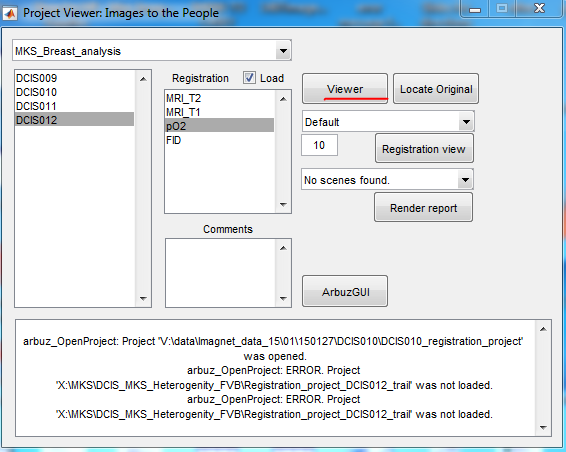 Project Viewer: Images to the People
MKS_Breast_analysis
DCIS009
DCIS010
DCIS011
DCIS012
Registration
Load
MRI_T2
MRI_T1
pO2
FID
Comments
Viewer
Locate Original
Default
10
Registration view
No scenes found.
Render report
ArbuzGUI
arbuz_OpenProject: Project 'V:\data\Imagnet_data_15\01\150127\DCIS010\DCIS010_registration_project'
was opened.
arbuz_OpenProject: ERROR. Project
'X:\MKS\DCIS_MKS_Heterogenity_FVB\Registration_project_DCIS012_trail' was not loaded.
arbuz_OpenProject: ERROR. Project
'X:\MKS\DCIS_MKS_Heterogenity_FVB\Registration_project_DCIS012_trail' was not loaded.